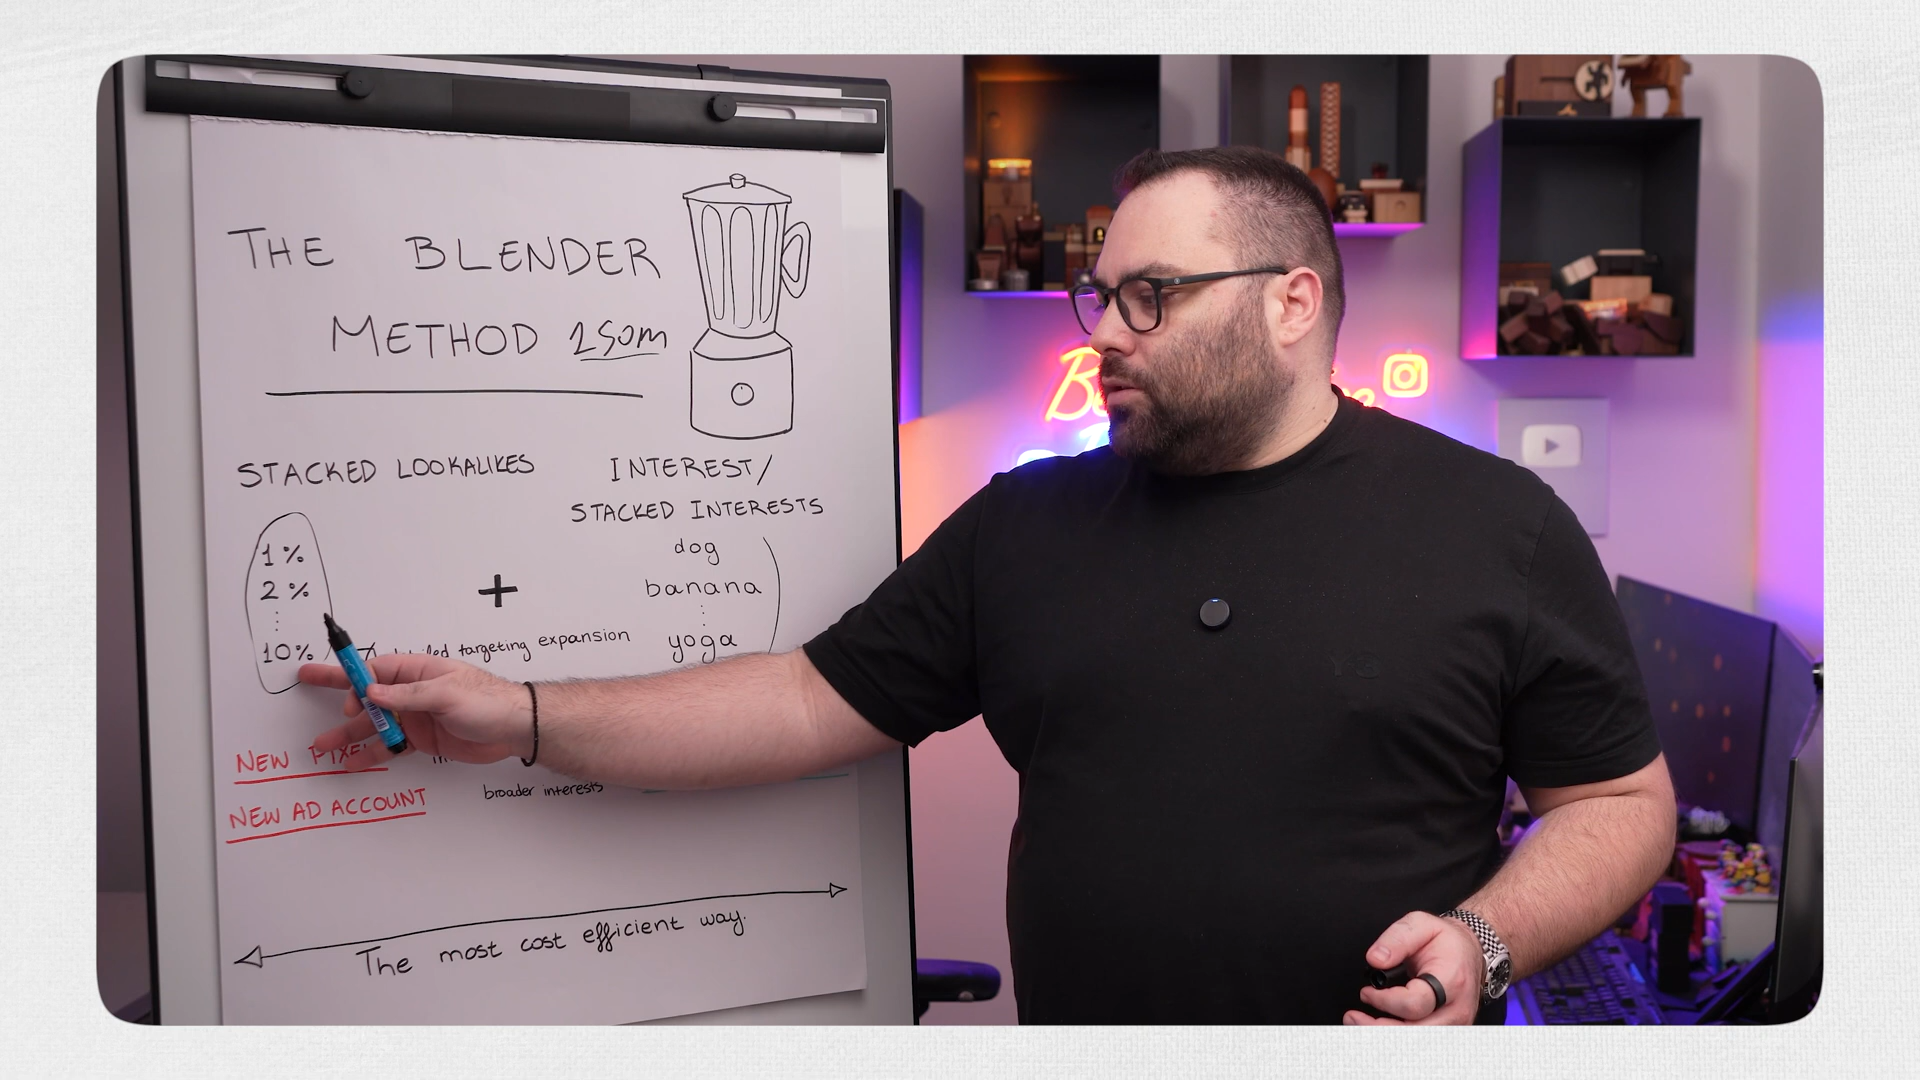 THE BLENDER
METHOD 250m
STACKED LOOKALIKES
INTEREST/
STACKED INTERESTS
1%
2%
10%
+
dog
banana
yoga
targeting expansion
NEW PIXEL
NEW AD ACCOUNT
broader interests
The most cost efficient way.